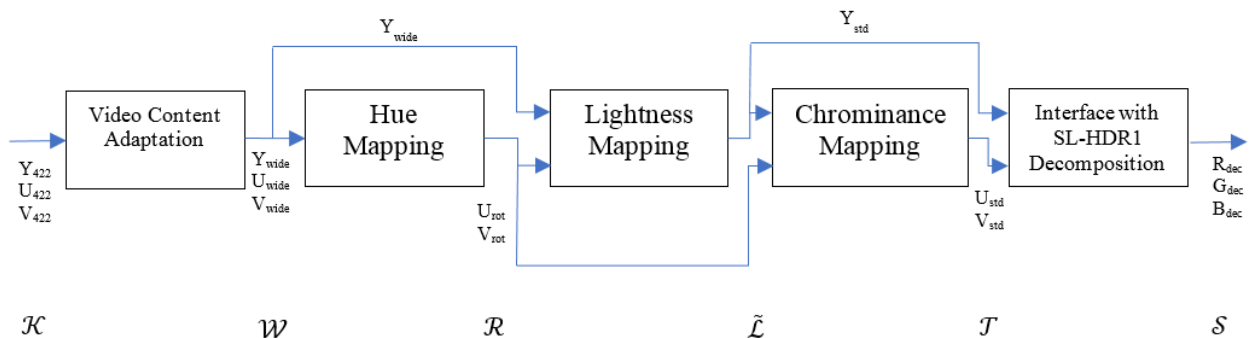 Y_wide
Y_std
Video Content
Adaptation
Hue
Mapping
Lightness
Mapping
Chrominance
Mapping
Interface with
SL-HDR1
Decomposition
Y_422
U_422
V_422
Y_wide
U_wide
V_wide
U_rot
V_rot
U_std
V_std
R_dec
G_dec
B_dec
𝒦 𝒲 ℛ ℒ̃ 𝒯 𝒮